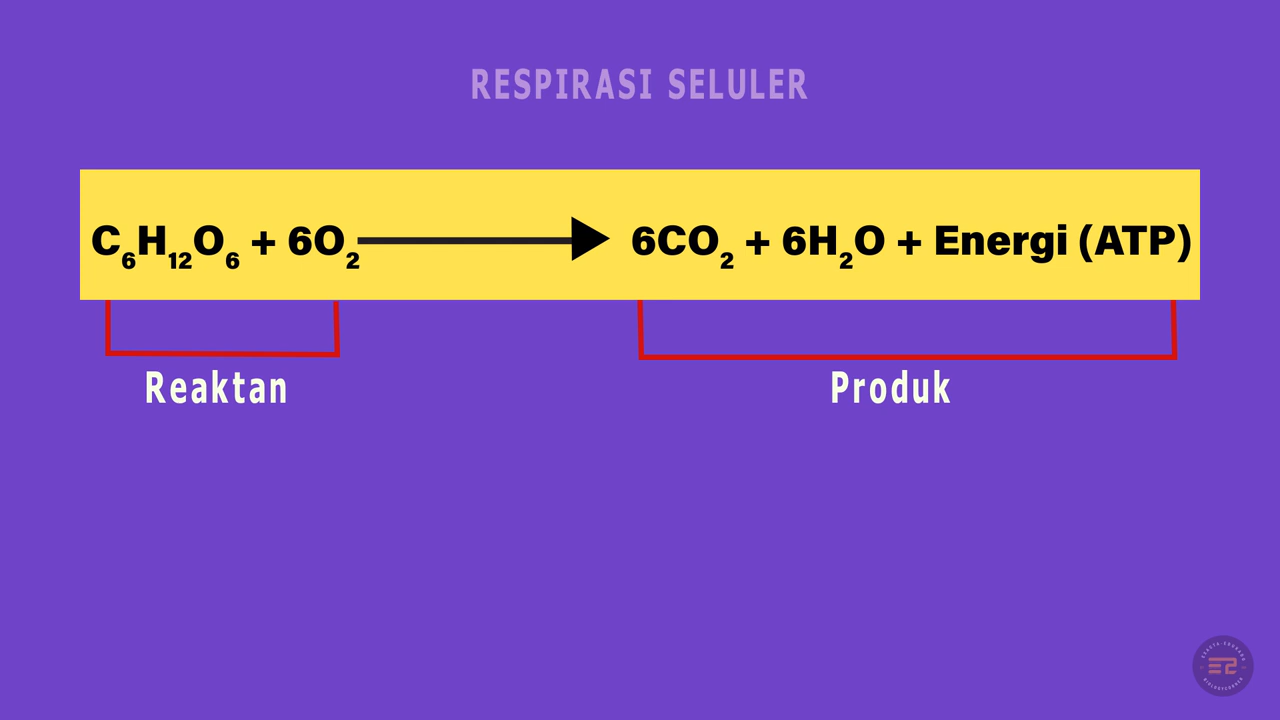 RESPIRASI SELULER
C₆H₁₂O₆ + 6O₂ → 6CO₂ + 6H₂O + Energi (ATP)
Reaktan Produk